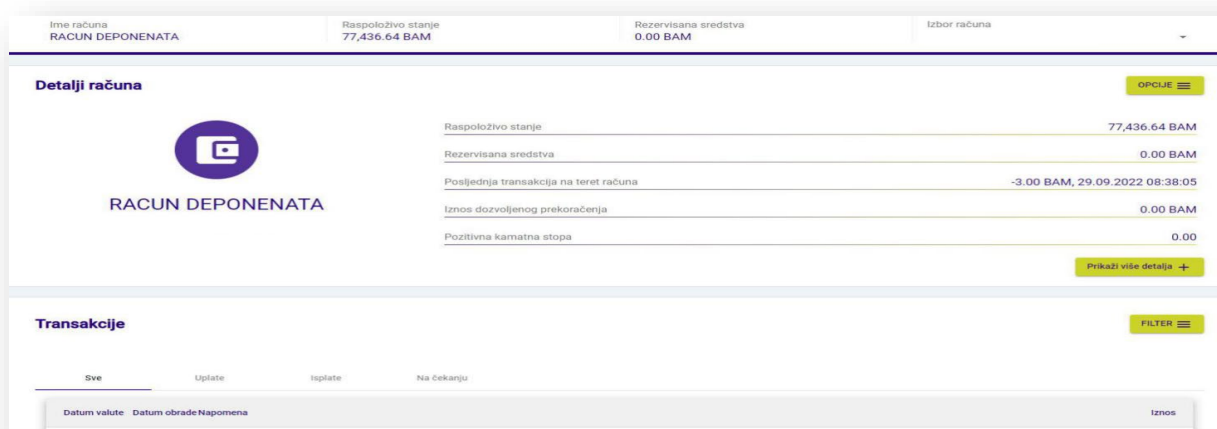 Ime računa Raspoloživo stanje Rezervisana sredstva Izbor računa
RACUN DEPONENATA 77,436.64 BAM 0.00 BAM
Detalji računa OPCIJE
Raspoloživo stanje 77,436.64 BAM
Rezervisana sredstva 0.00 BAM
Posljednja transakcija na teret računa -3.00 BAM, 29.09.2022 08:38:05
RACUN DEPONENATA
Iznos dozvoljenog prekoračenja 0.00 BAM
Pozitivna kamatna stopa 0.00
Prikaži više detalja +
Transakcije FILTER
Sve Uplate Isplate Na čekanju
Datum valute Datum obrade Napomena Iznos